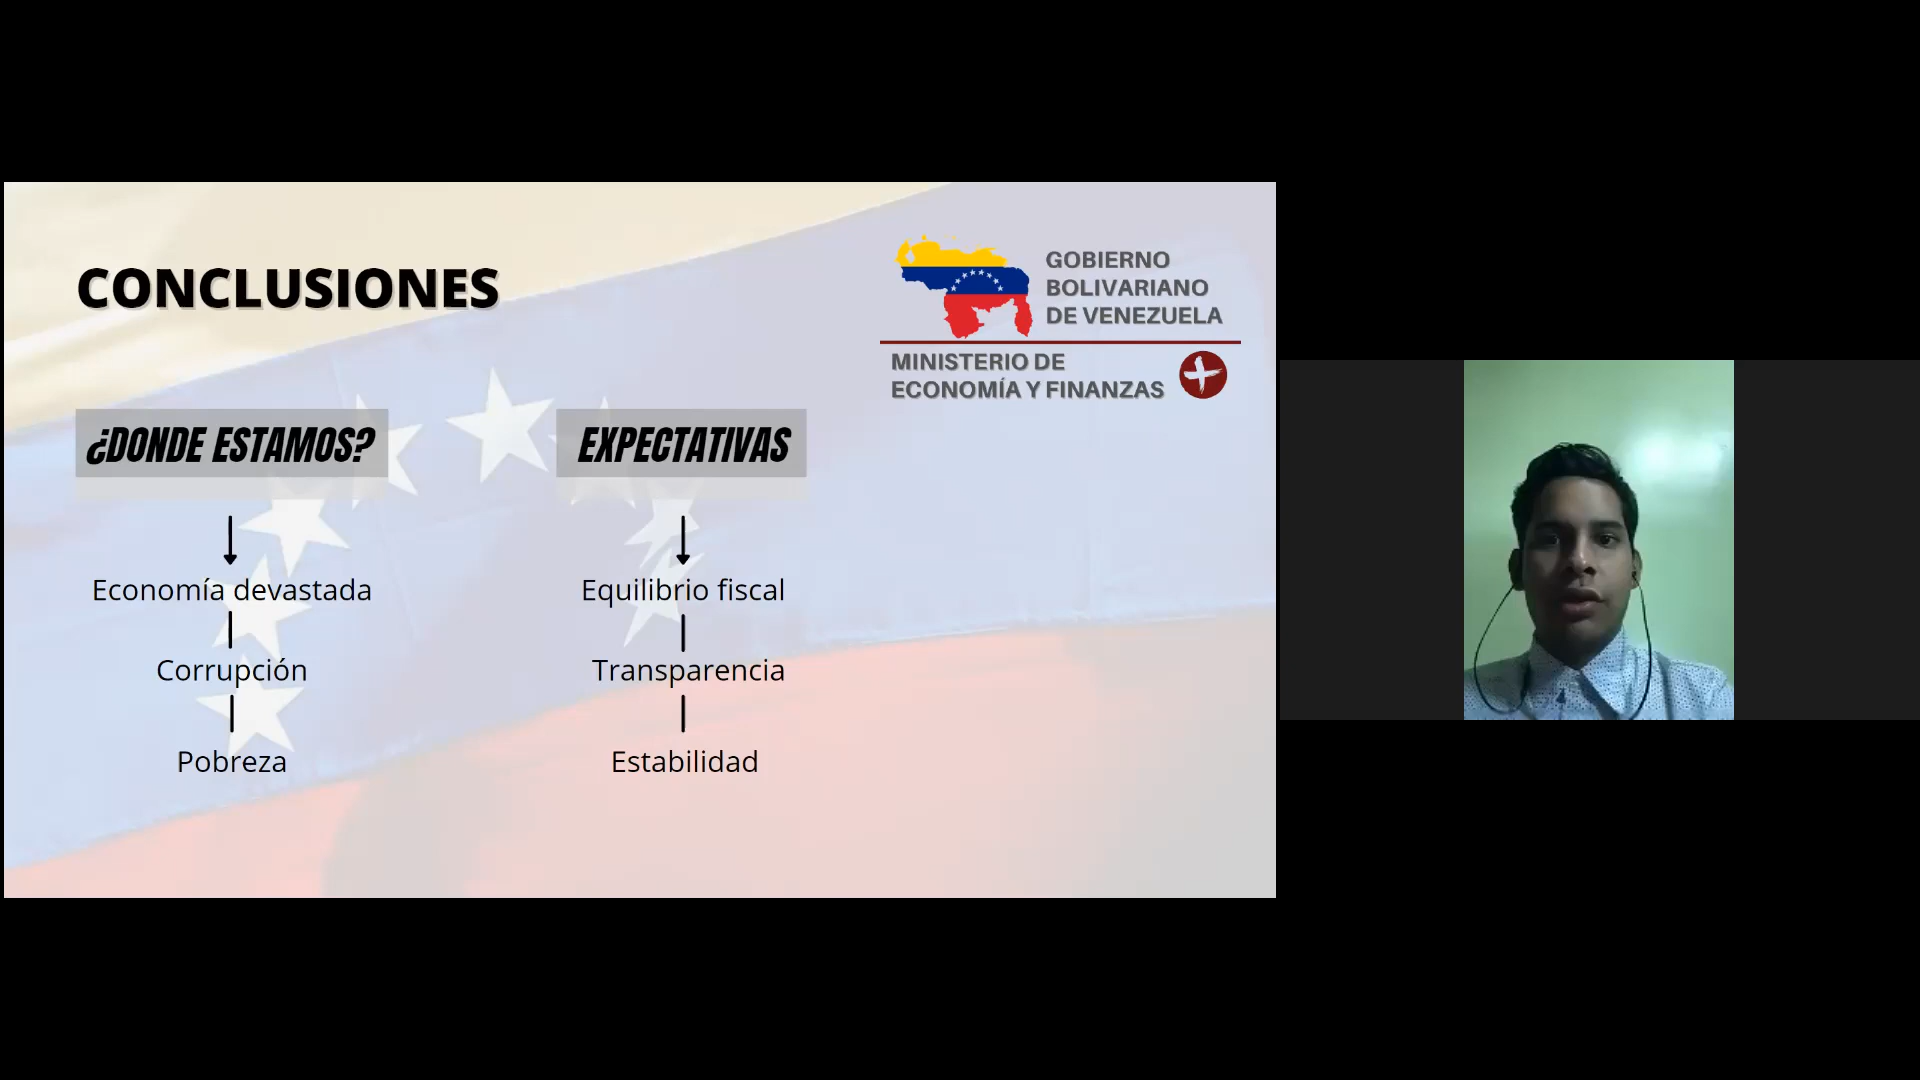 CONCLUSIONES
GOBIERNO
BOLIVARIANO
DE VENEZUELA
MINISTERIO DE
ECONOMÍA Y FINANZAS
¿DONDE ESTAMOS?
Economía devastada
Corrupción
Pobreza
EXPECTATIVAS
Equilibrio fiscal
Transparencia
Estabilidad